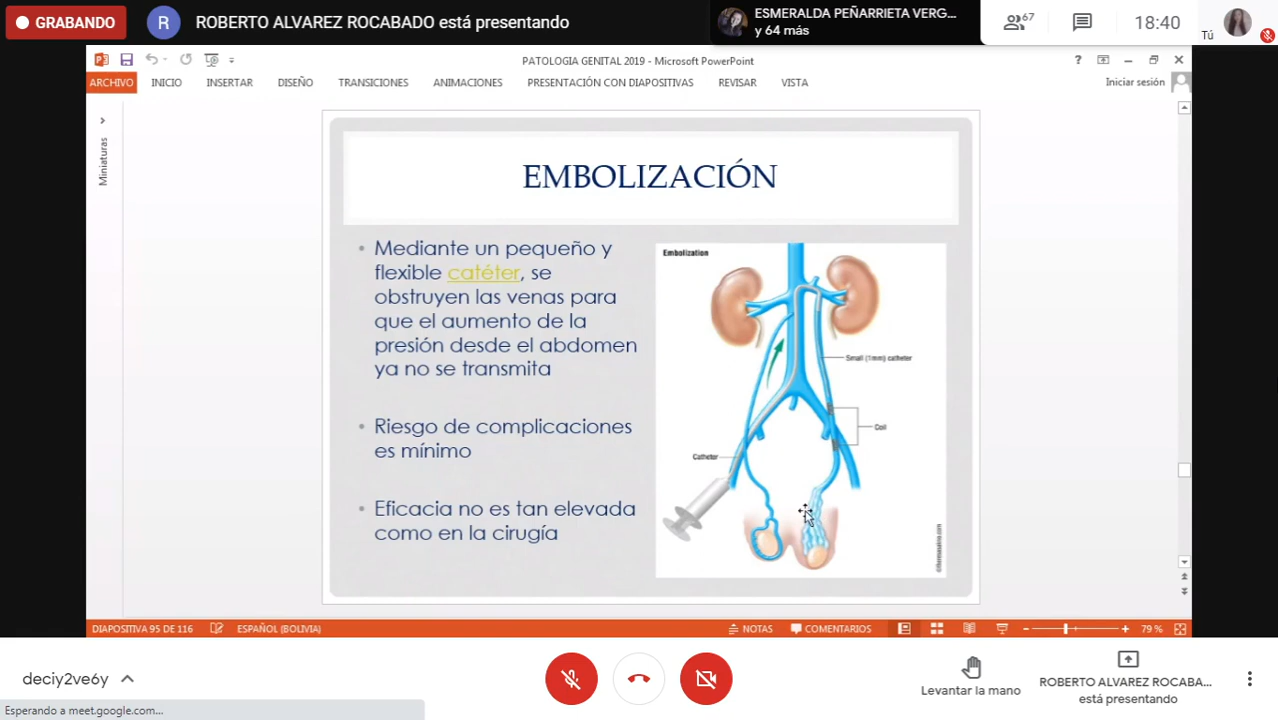 GRABANDO
R
ROBERTO ALVAREZ ROCABADO está presentando
ESMERALDA PEÑARRIETA VERG...
y 64 más
67
18:40
Tú
PATOLOGIA GENITAL 2019 - Microsoft PowerPoint
ARCHIVO
INICIO
INSERTAR
DISEÑO
TRANSICIONES
ANIMACIONES
PRESENTACIÓN CON DIAPOSITIVAS
REVISAR
VISTA
Iniciar sesión
Miniaturas
EMBOLIZACIÓN
• Mediante un pequeño y
flexible catéter, se
obstruyen las venas para
que el aumento de la
presión desde el abdomen
ya no se transmita
• Riesgo de complicaciones
es mínimo
• Eficacia no es tan elevada
como en la cirugía
Embolization
Small (1mm) catheter
Coil
Catheter
DIAPOSITIVA 95 DE 116
ESPAÑOL (BOLIVIA)
NOTAS
COMENTARIOS
79 %
deciy2ve6y
Levantar la mano
ROBERTO ALVAREZ ROCABA...
está presentando
Esperando a meet.google.com...